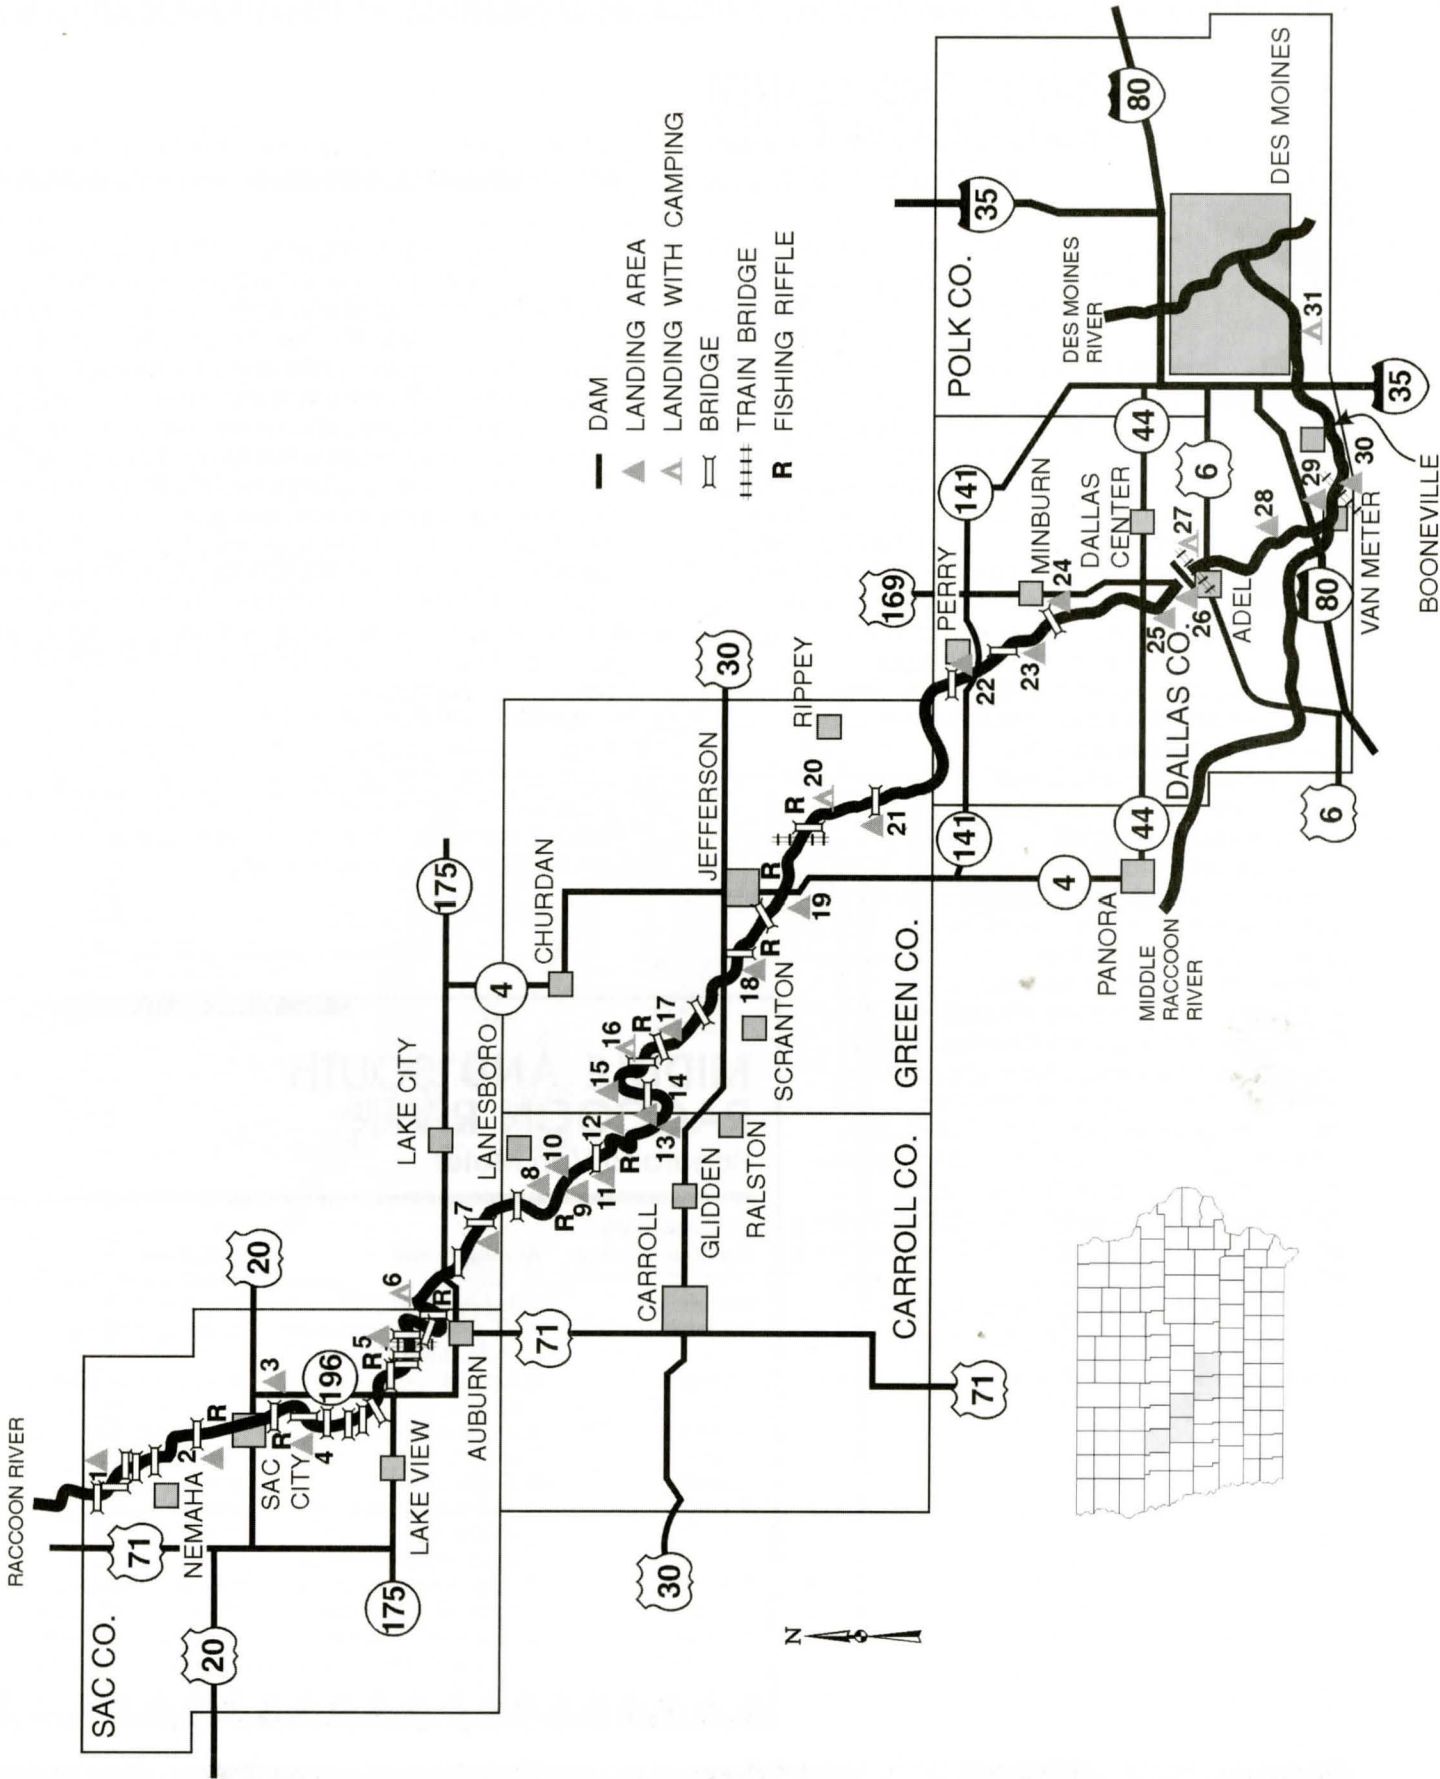 RACCOON RIVER
SAC CO.
71
20
NEMAHA
1
2
R
SAC
CITY
R
3
4
196
20
175
LAKE VIEW
AUBURN
R
5
6
R
7
LAKE CITY
175
LANESBORO
4
CHURDAN
8
R
9
10
11
12
R
13
14
15
16
R
17
71
CARROLL
GLIDDEN
RALSTON
CARROLL CO.
30
71
SCRANTON
18
R
JEFFERSON
30
R
19
R
20
RIPPEY
21
GREEN CO.
141
4
44
PANORA
MIDDLE
RACCOON
RIVER
169
PERRY
22
23
141
MINBURN
24
DALLAS
CENTER
44
25
26
27
DALLAS CO.
ADEL
6
6
28
80
VAN METER
29
30
BOONEVILLE
POLK CO.
DES MOINES
RIVER
35
80
DES MOINES
31
35
DAM
LANDING AREA
LANDING WITH CAMPING
BRIDGE
TRAIN BRIDGE
R FISHING RIFFLE
N